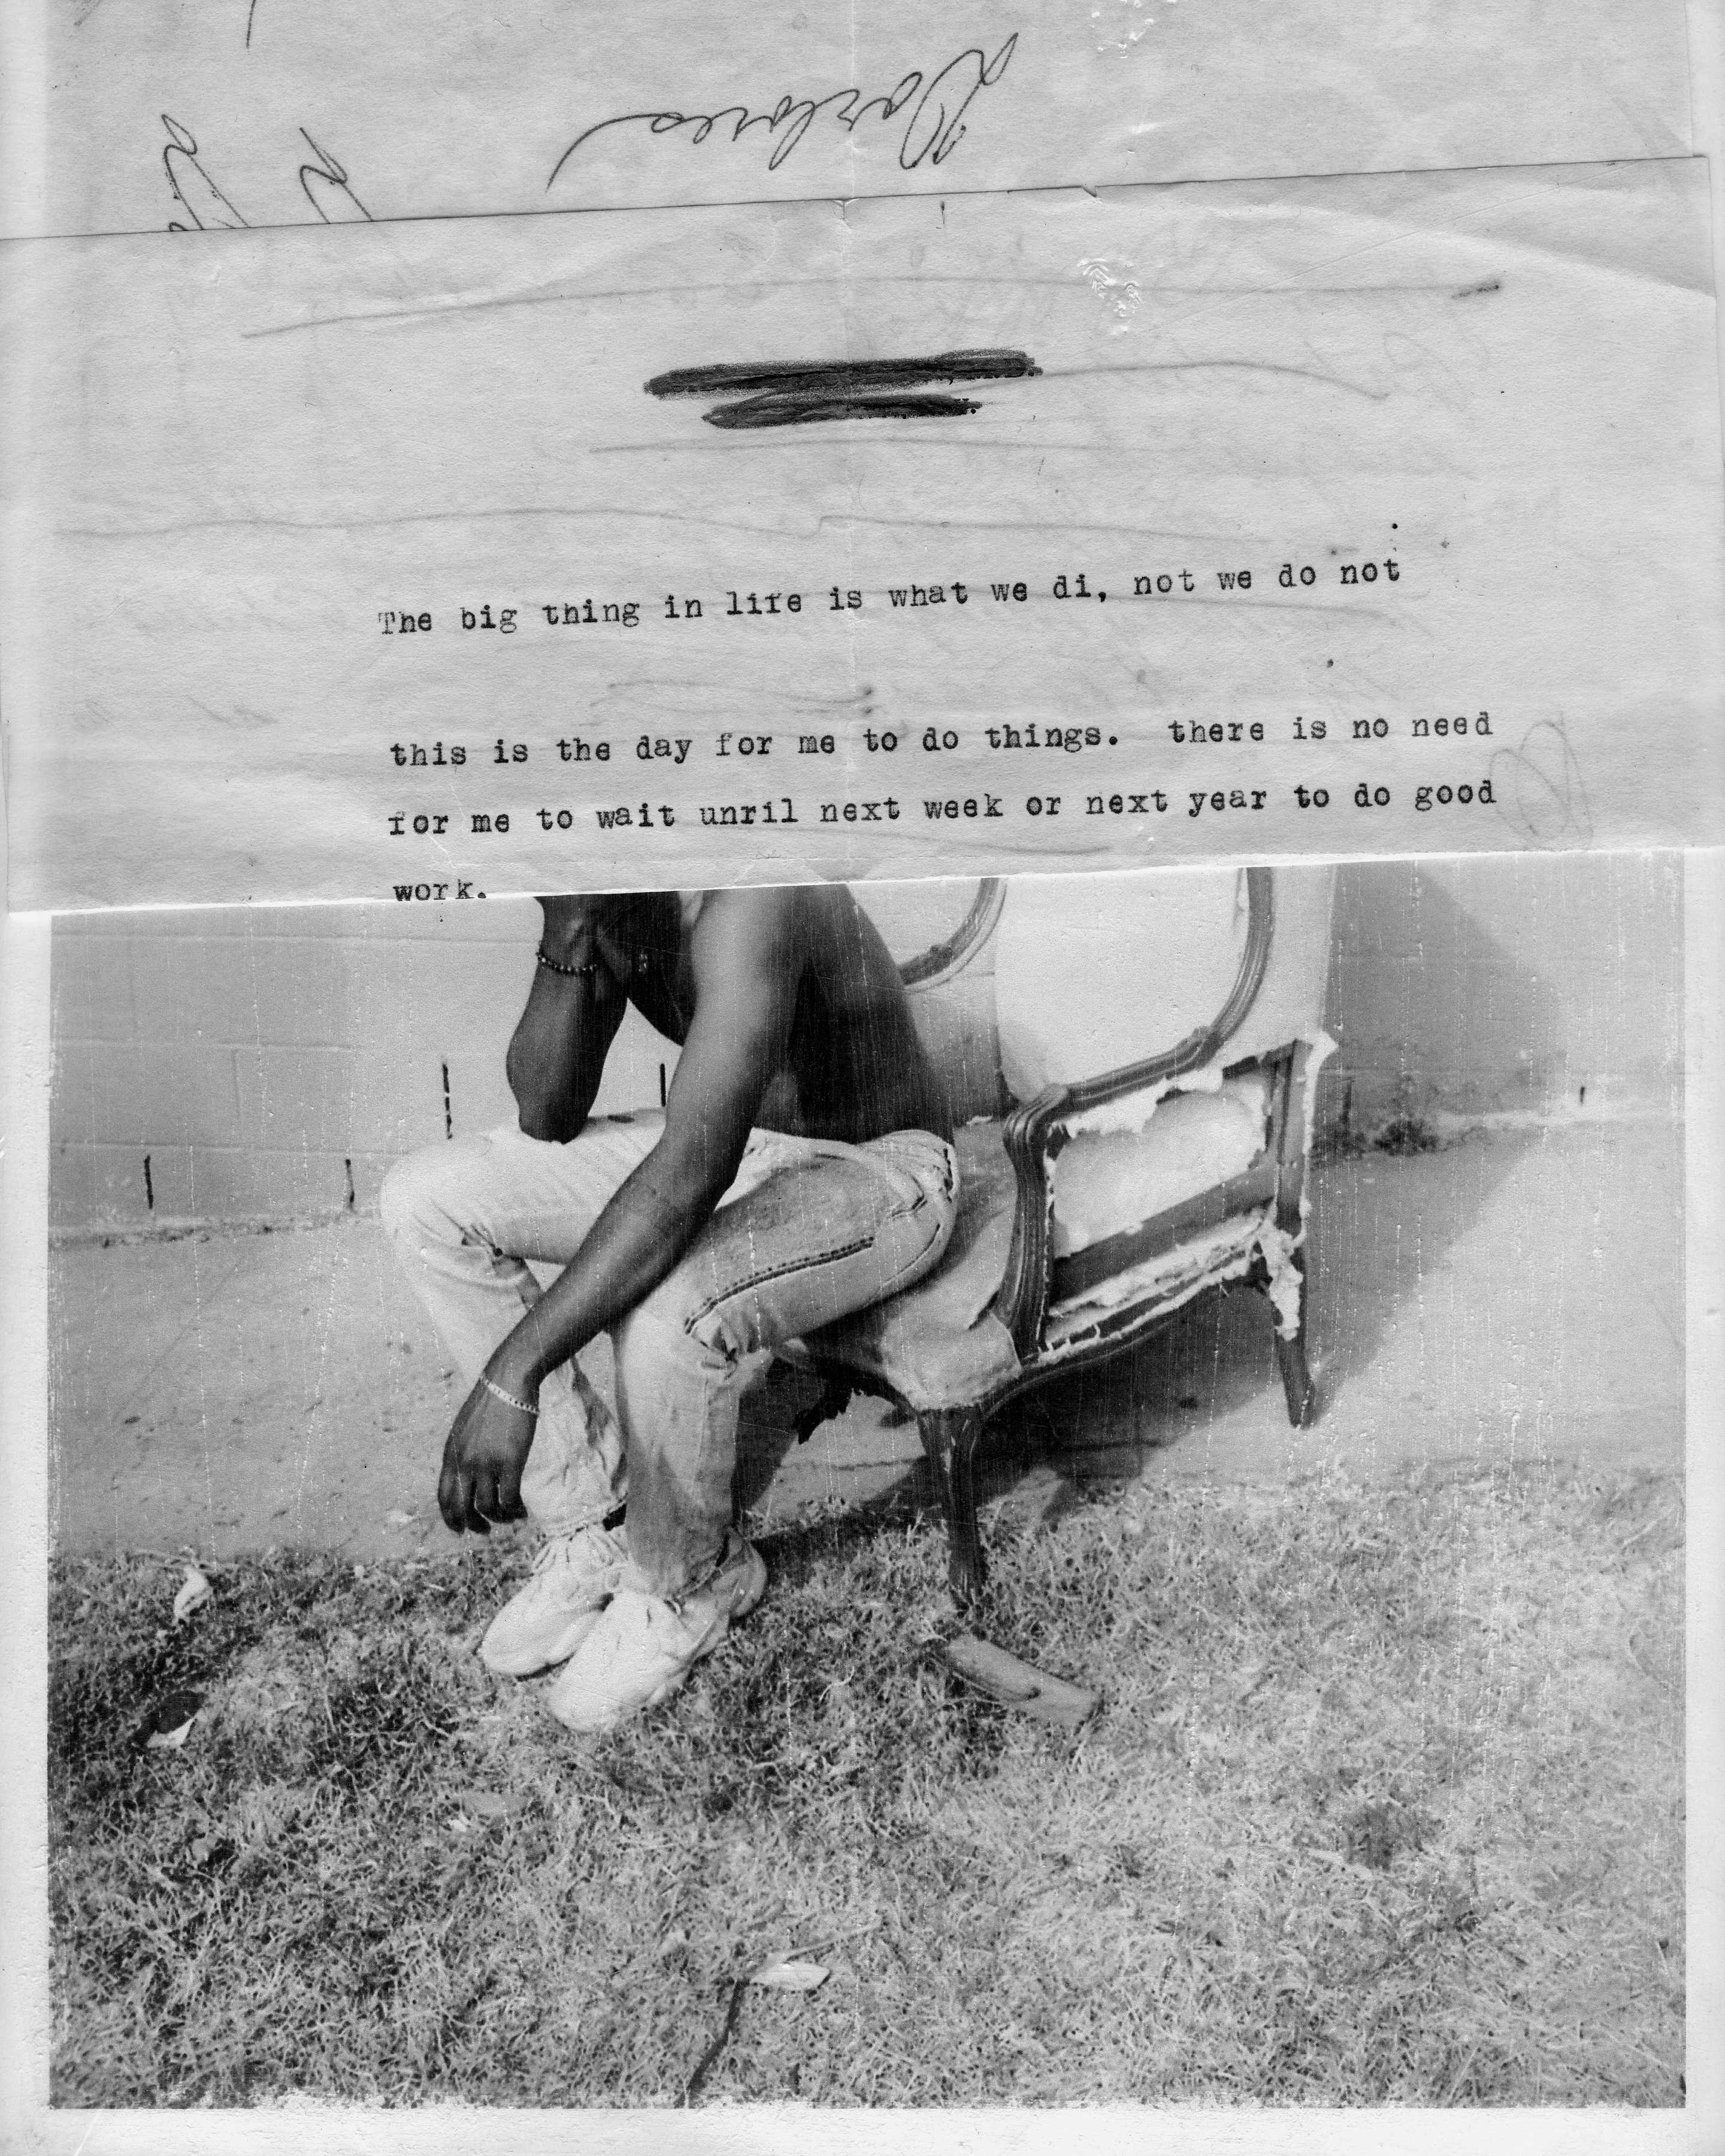 The big thing in life is what we di, not we do not
this is the day for me to do things. there is no need
for me to wait unril next week or next year to do good
work.